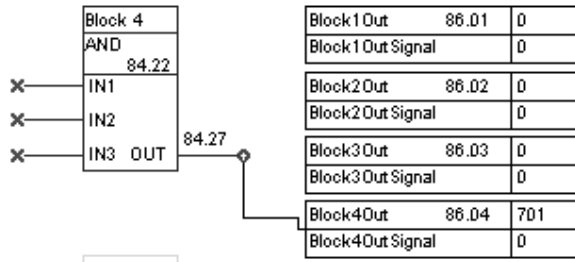 Block 4
AND
84.22
IN1
IN2
IN3 OUT
84.27
Block1Out 86.01 0
Block1OutSignal 0
Block2Out 86.02 0
Block2OutSignal 0
Block3Out 86.03 0
Block3OutSignal 0
Block4Out 86.04 701
Block4OutSignal 0